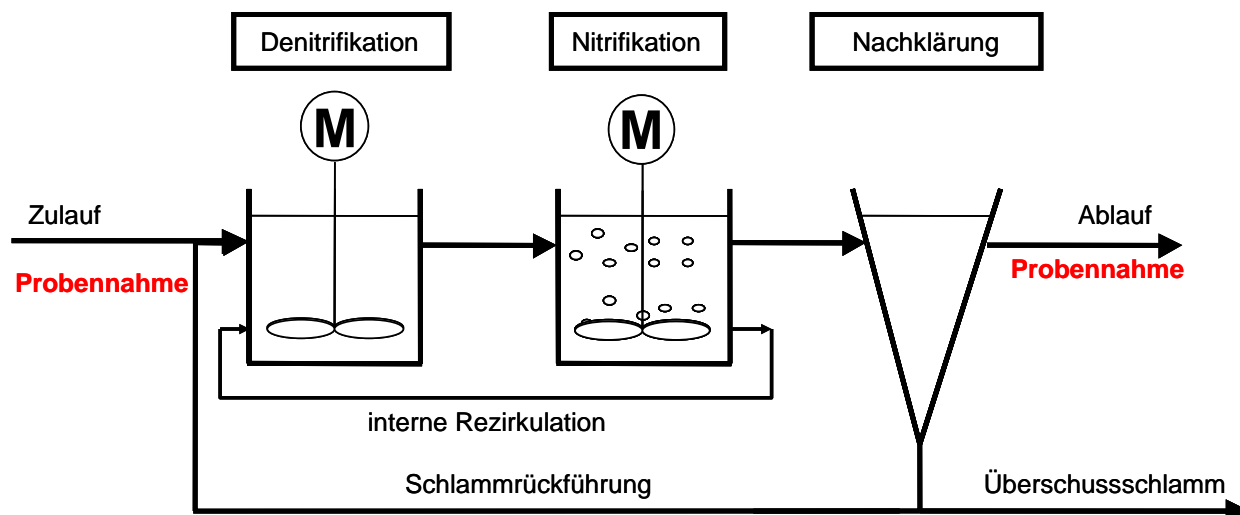 Denitrifikation
Nitrifikation
Nachklärung
M
M
Zulauf
Ablauf
Probennahme
Probennahme
interne Rezirkulation
Schlammrückführung
Überschussschlamm